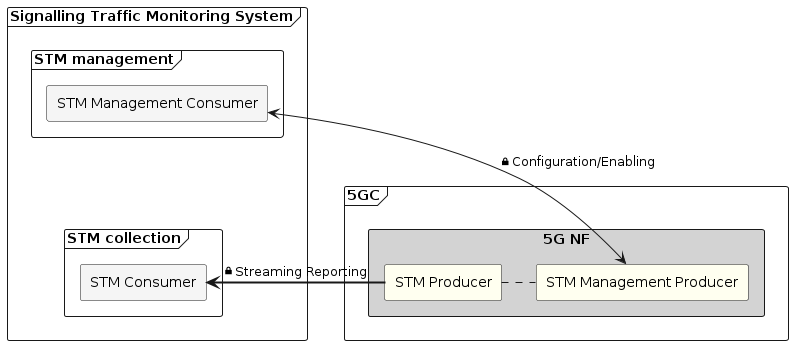 Signalling Traffic Monitoring System
STM management
STM Management Consumer
Configuration/Enabling
5GC
STM collection
5G NF
STM Consumer
Streaming Reporting
STM Producer
STM Management Producer